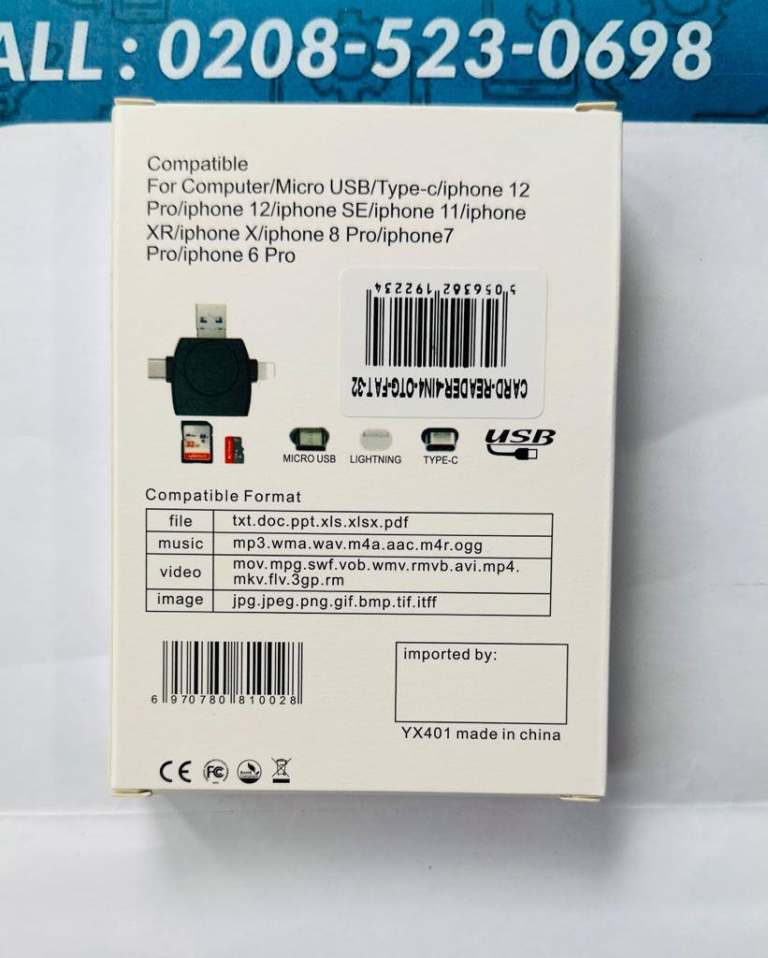 ALL: 0208-523-0698
Compatible
For Computer/Micro USB/Type-c/iphone 12
Pro/iphone 12/iphone SE/iphone 11/iphone
XR/iphone X/iphone 8 Pro/iphone7
Pro/iphone 6 Pro
5 056382 192234
CARD-READER-4IN4-OTG-FAT-32
MICRO USB
LIGHTNING
TYPE-C
USB
Compatible Format
file txt.doc.ppt.xls.xlsx.pdf
music mp3.wma.wav.m4a.aac.m4r.ogg
video mov.mpg.swf.vob.wmv.rmvb.avi.mp4.
mkv.flv.3gp.rm
image jpg.jpeg.png.gif.bmp.tif.itff
6 970780 810028
imported by:
YX401 made in china
CE FC